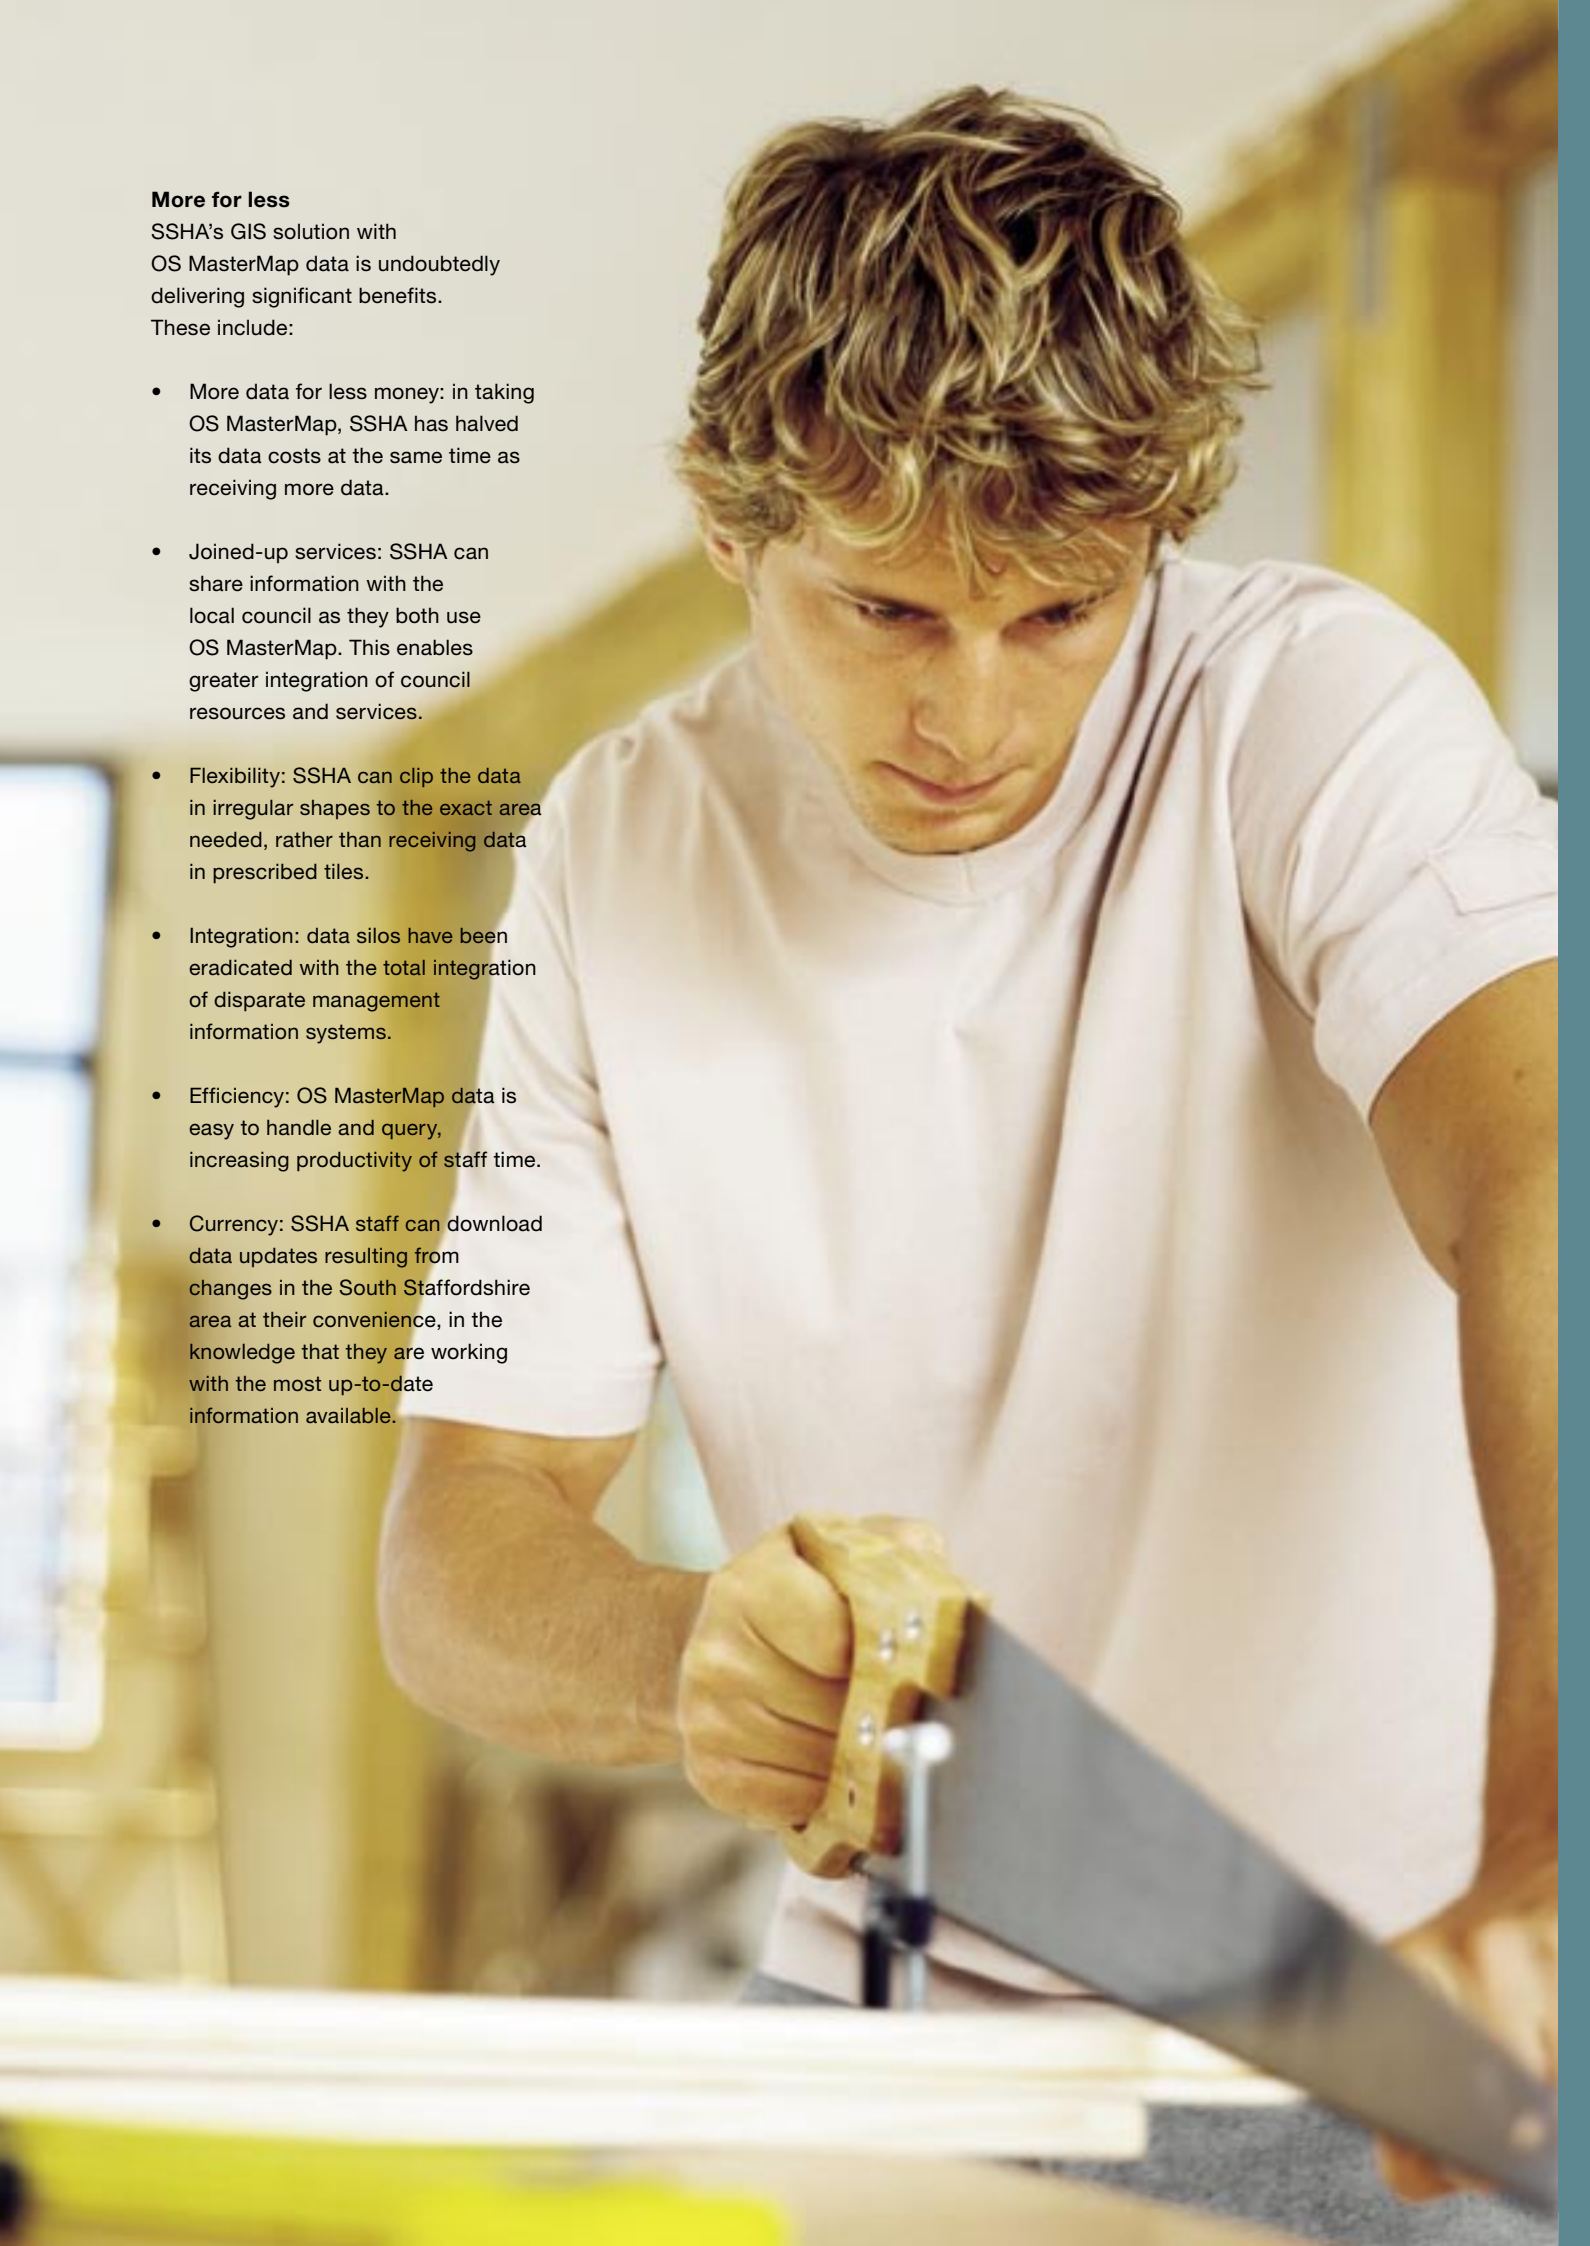 More for less
SSHA’s GIS solution with
OS MasterMap data is undoubtedly
delivering significant benefits.
These include:
• More data for less money: in taking
OS MasterMap, SSHA has halved
its data costs at the same time as
receiving more data.
• Joined-up services: SSHA can
share information with the
local council as they both use
OS MasterMap. This enables
greater integration of council
resources and services.
• Flexibility: SSHA can clip the data
in irregular shapes to the exact area
needed, rather than receiving data
in prescribed tiles.
• Integration: data silos have been
eradicated with the total integration
of disparate management
information systems.
• Efficiency: OS MasterMap data is
easy to handle and query,
increasing productivity of staff time.
• Currency: SSHA staff can download
data updates resulting from
changes in the South Staffordshire
area at their convenience, in the
knowledge that they are working
with the most up-to-date
information available.